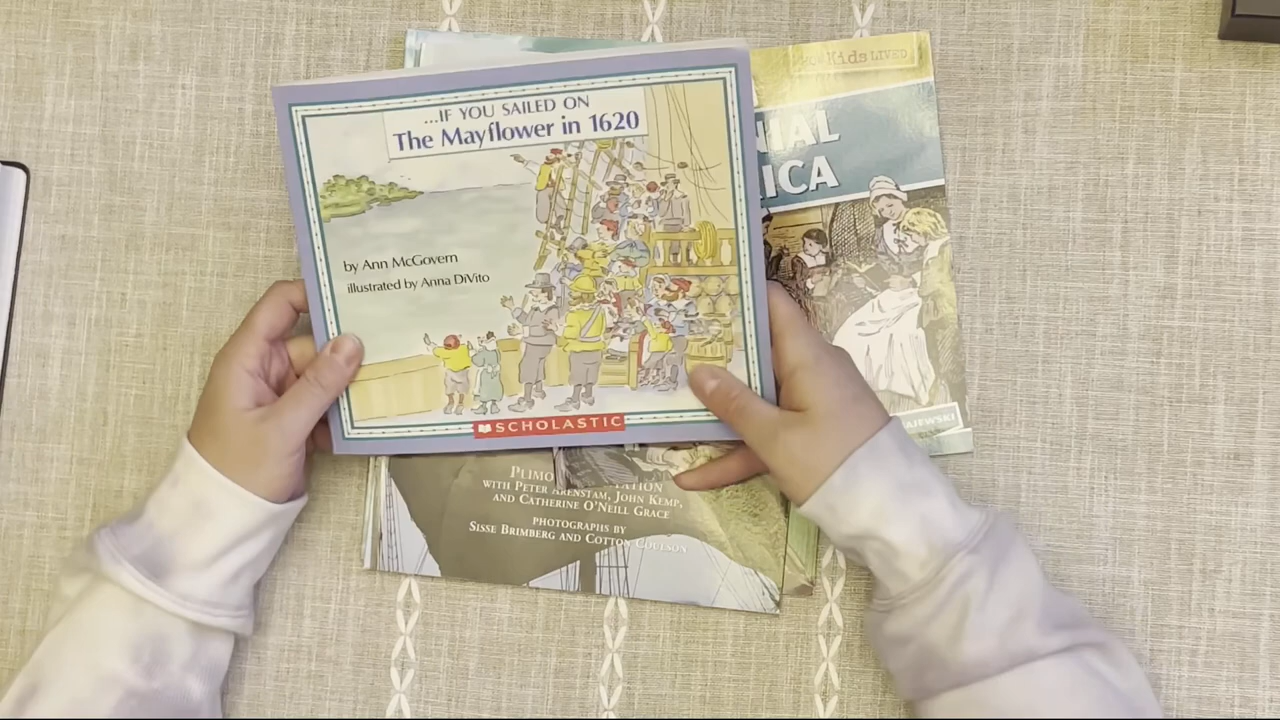 ...IF YOU SAILED ON
The Mayflower in 1620
by Ann McGovern
illustrated by Anna DiVito
SCHOLASTIC
Kids LIVED
NIAL
ICA
AJEWSKI
PLIMO
ATION
WITH PETER ARENSTAM, JOHN KEMP,
AND CATHERINE O'NEILL GRACE
PHOTOGRAPHS BY
SISSE BRIMBERG AND COTTON COULSON